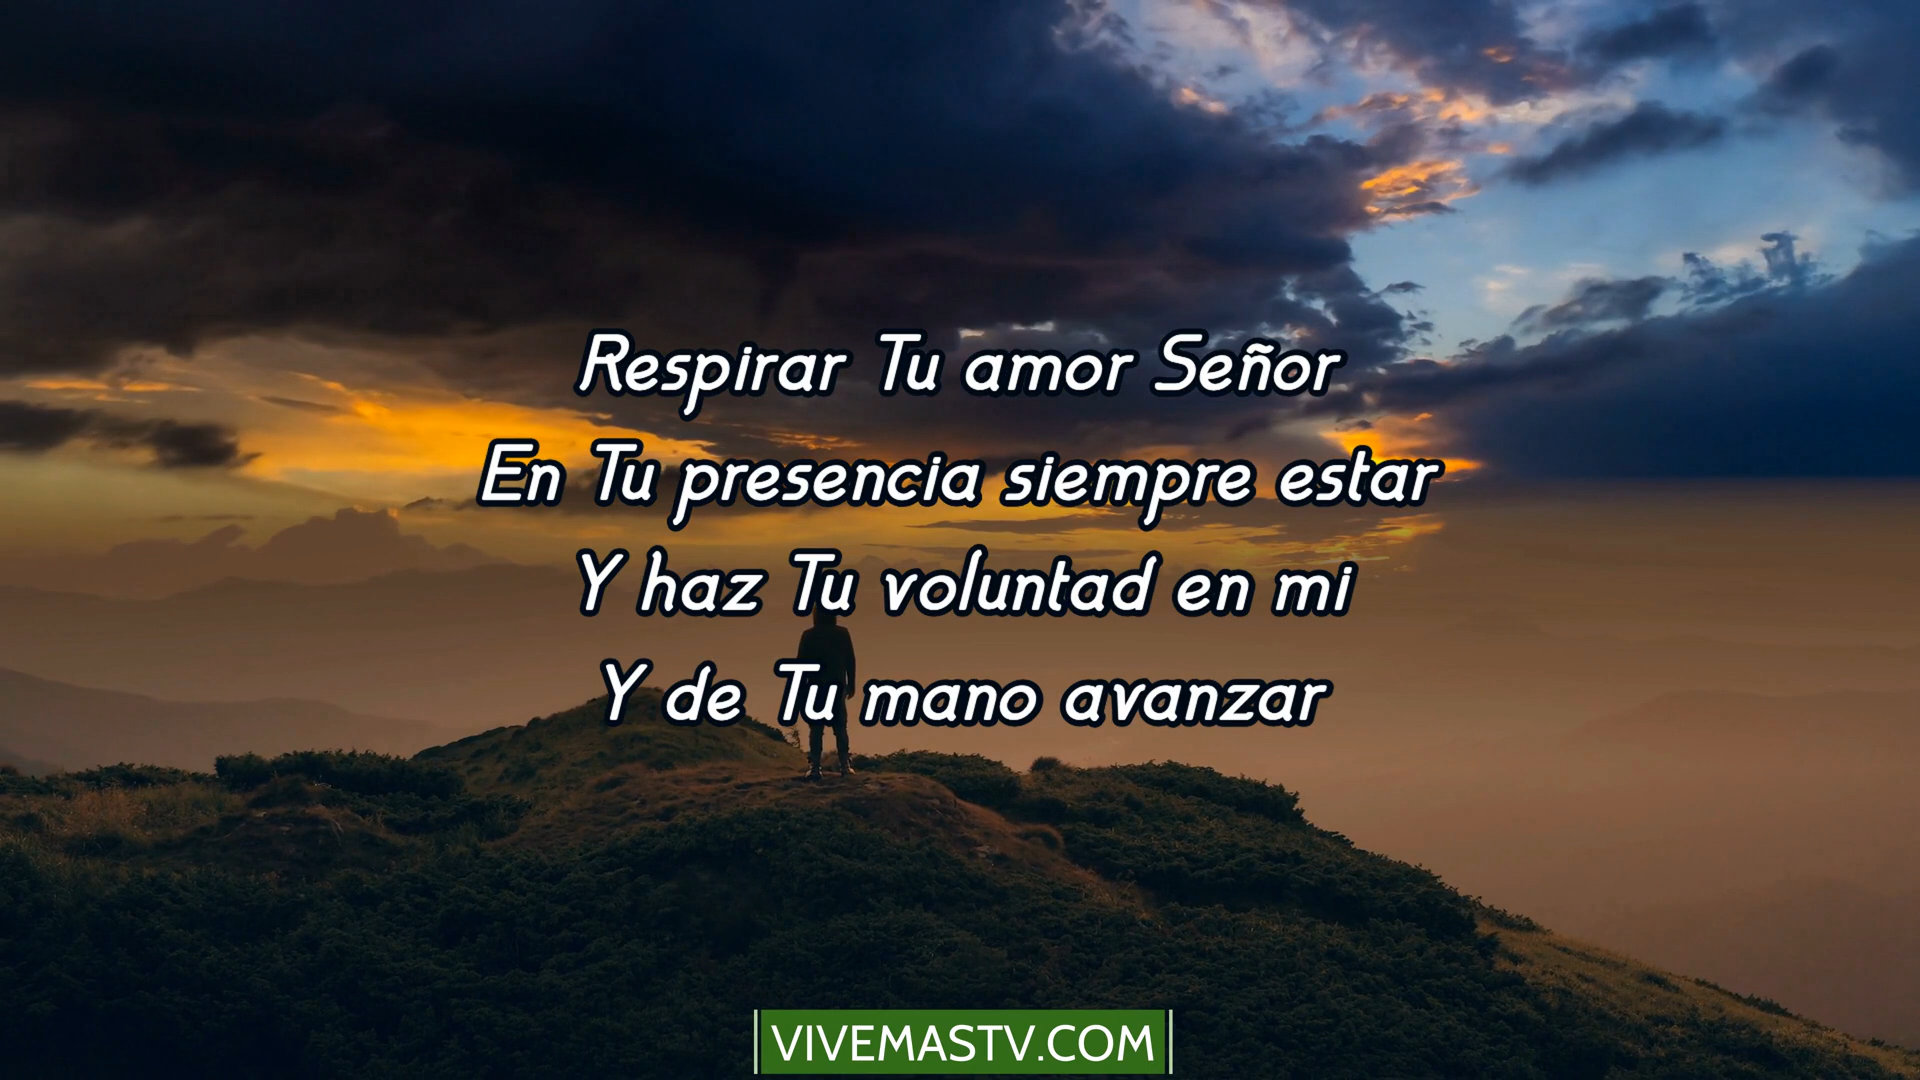 Respirar Tu amor Señor
En Tu presencia siempre estar
Y haz Tu voluntad en mi
Y de Tu mano avanzar
VIVEMASTV.COM